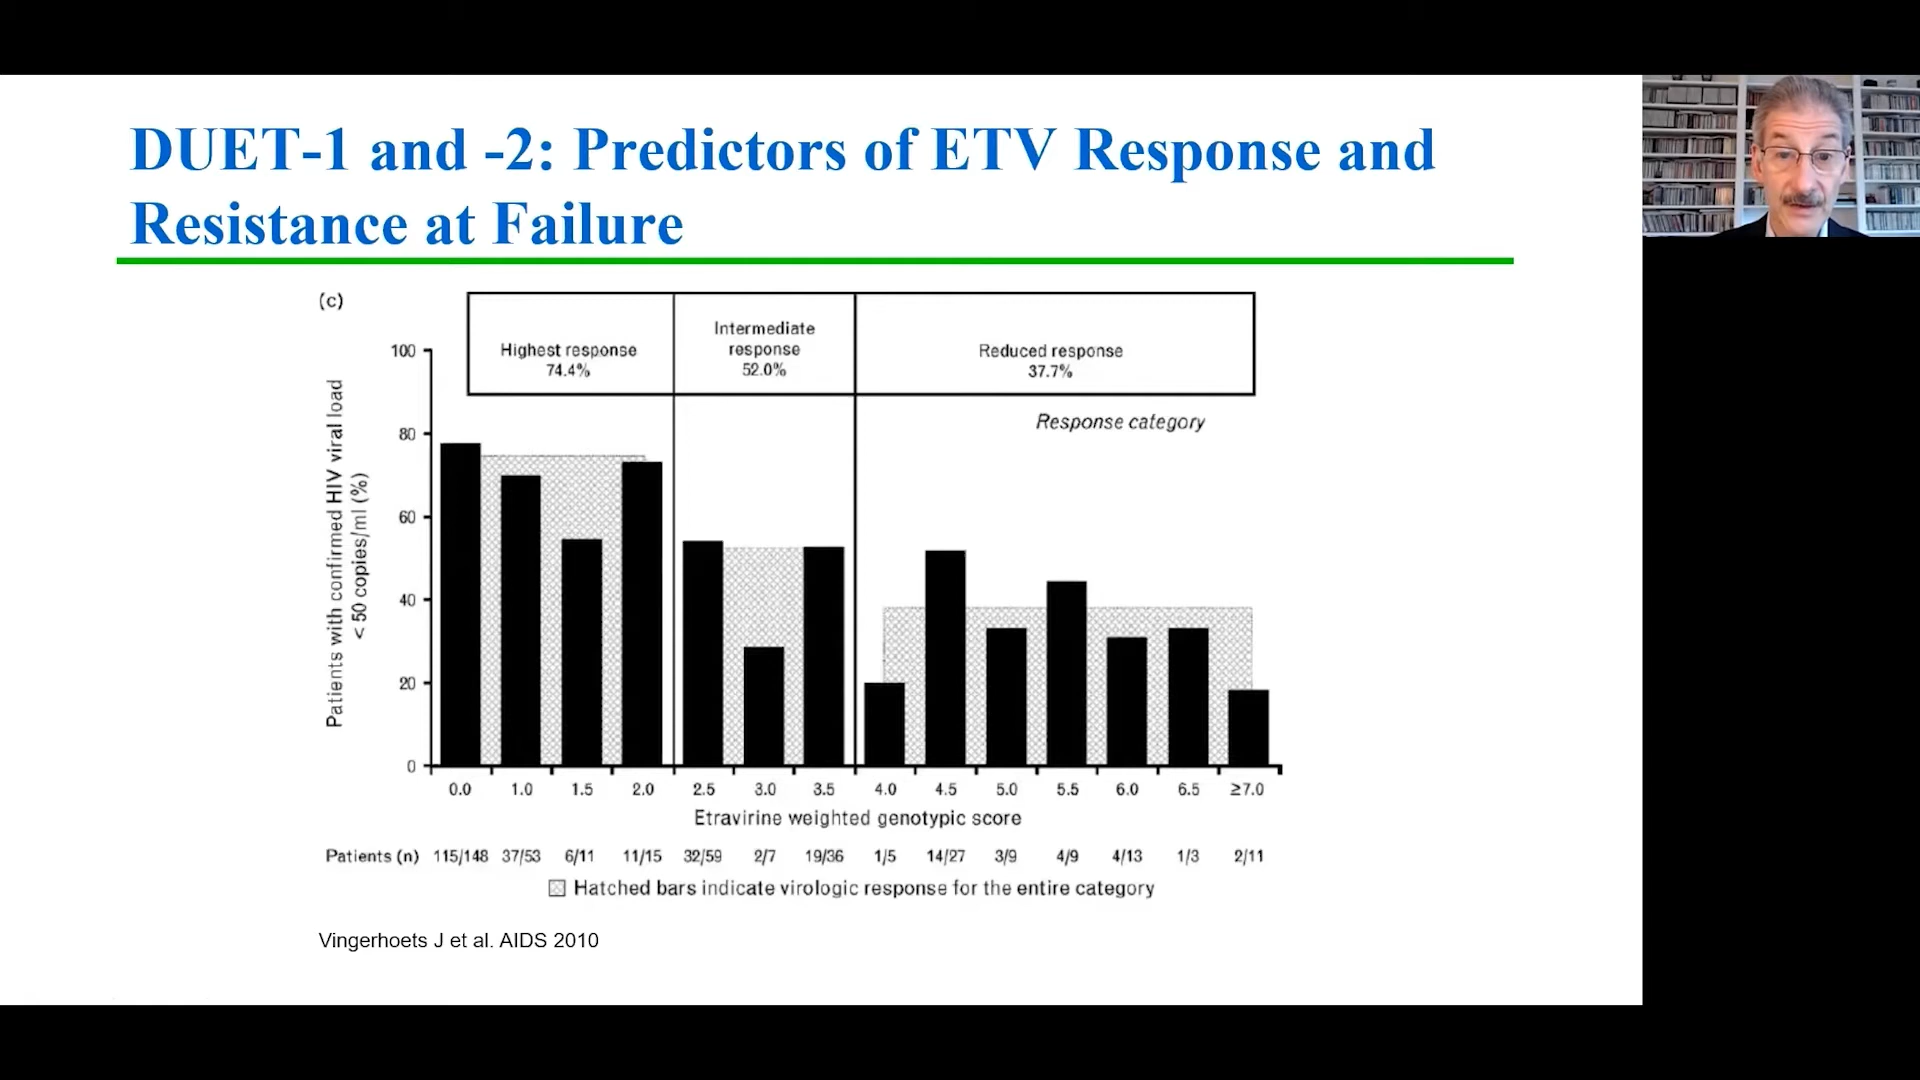 DUET-1 and -2: Predictors of ETV Response and
Resistance at Failure
(c)
Highest response
74.4%
Intermediate
response
52.0%
Reduced response
37.7%
Response category
Patients with confirmed HIV viral load
< 50 copies/ml (%)
100
80
60
40
20
0
0.0 1.0 1.5 2.0 2.5 3.0 3.5 4.0 4.5 5.0 5.5 6.0 6.5 ≥7.0
Etravirine weighted genotypic score
Patients (n) 115/148 37/53 6/11 11/15 32/59 2/7 19/36 1/5 14/27 3/9 4/9 4/13 1/3 2/11
Hatched bars indicate virologic response for the entire category
Vingerhoets J et al. AIDS 2010